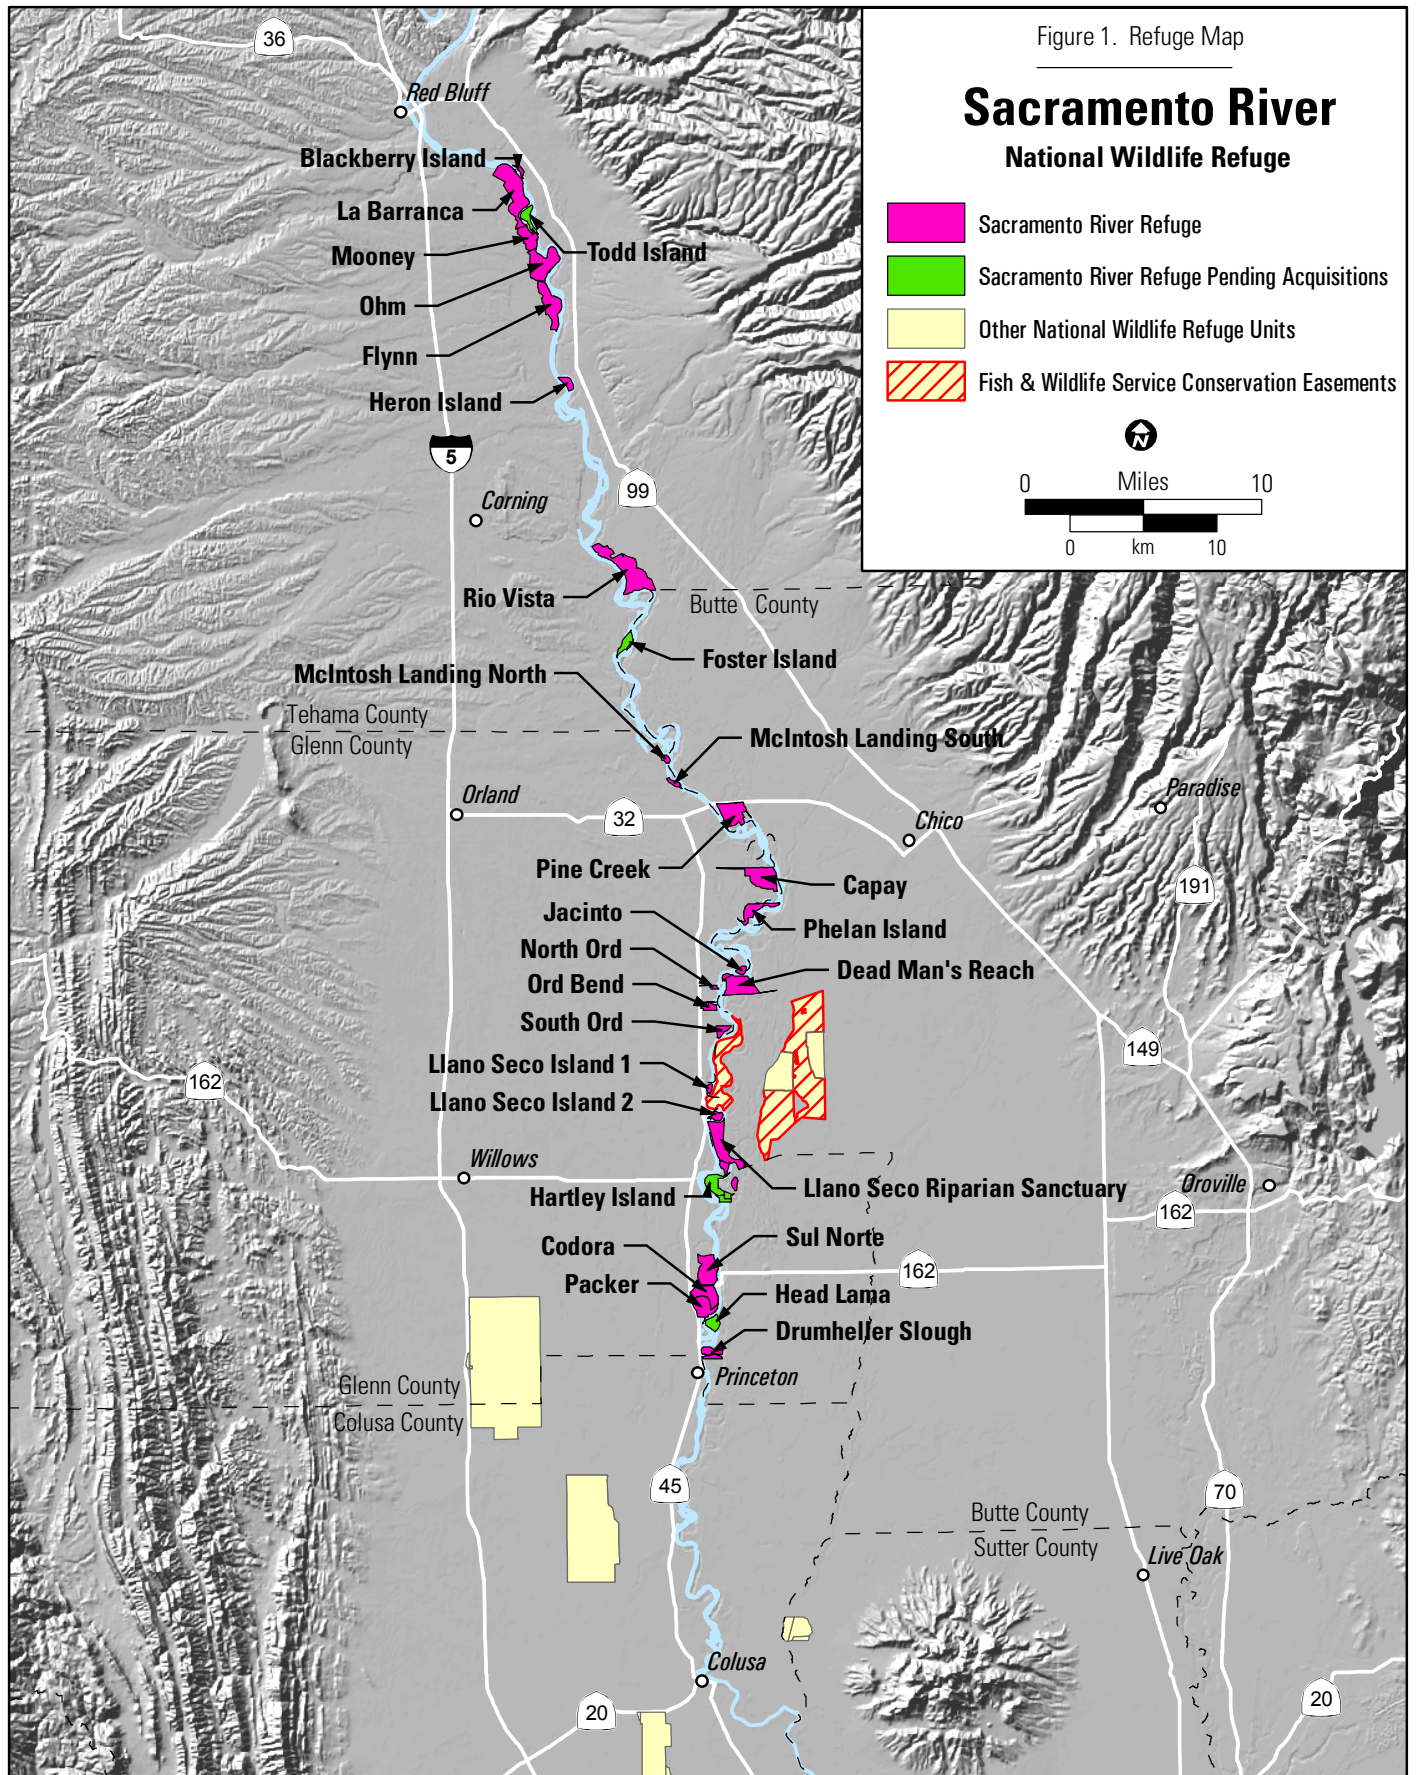 Figure 1. Refuge Map
Sacramento River
National Wildlife Refuge
Sacramento River Refuge
Sacramento River Refuge Pending Acquisitions
Other National Wildlife Refuge Units
Fish & Wildlife Service Conservation Easements
N
0 Miles 10
0 km 10
36
Red Bluff
Blackberry Island
La Barranca
Mooney
Todd Island
Ohm
Flynn
Heron Island
5
99
Corning
Rio Vista
Butte County
Foster Island
McIntosh Landing North
Tehama County
Glenn County
McIntosh Landing South
Orland
32
Chico
Paradise
Pine Creek
Capay
191
Jacinto
Phelan Island
North Ord
Dead Man's Reach
Ord Bend
South Ord
149
Llano Seco Island 1
162
Llano Seco Island 2
Willows
Hartley Island
Llano Seco Riparian Sanctuary
Oroville
162
Sul Norte
Codora
162
Packer
Head Lama
Drumheller Slough
Princeton
Glenn County
Colusa County
45
70
Butte County
Sutter County
Live Oak
Colusa
20
20